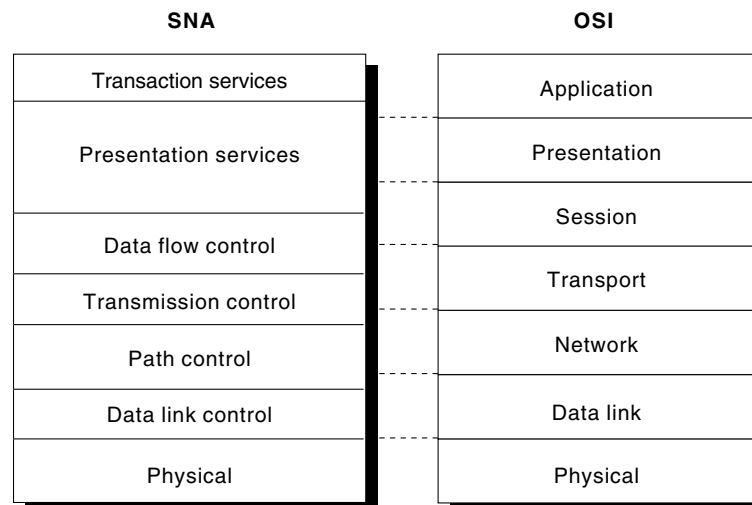 SNA
Transaction services
Presentation services
Data flow control
Transmission control
Path control
Data link control
Physical
OSI
Application
Presentation
Session
Transport
Network
Data link
Physical